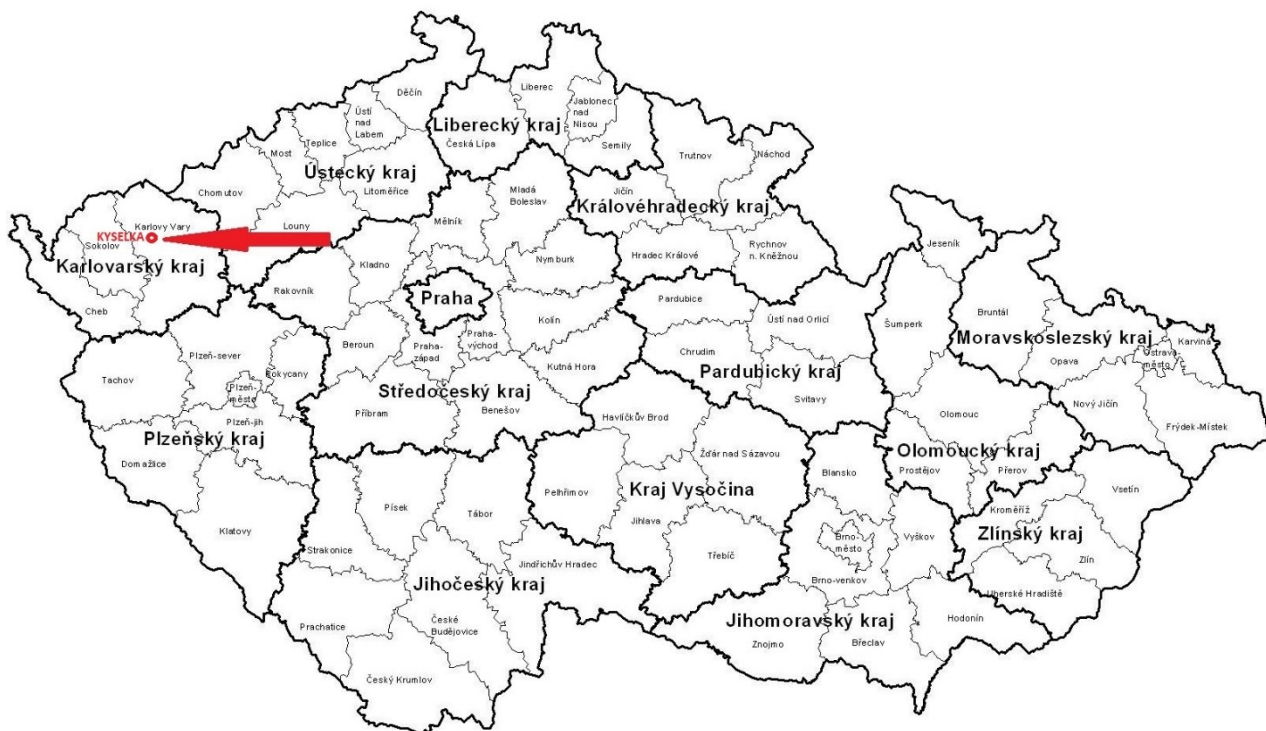 Děčín
Liberec
Ústí
nad
Labem
Jablonec
nad
Nisou
Teplice
Liberecký kraj
Most
Česká Lípa
Semily
Trutnov
Náchod
Ústecký kraj
Chomutov
Litoměřice
Mladá
Boleslav
Jičín
Královéhradecký kraj
Karlovy Vary
Louny
Mělník
KYSELKA
Sokolov
Jeseník
Hradec Králové
Rychnov
n. Kněžnou
Karlovarský kraj
Kladno
Nymburk
Rakovník
Praha
Pardubice
Cheb
Kolín
Ústí nad Orlicí
Šumperk
Bruntál
Moravskoslezský kraj
Karviná
Beroun
Praha-
západ
Praha-
východ
Chrudim
Opava
Ostrava-
město
Plzeň-sever
Tachov
Rokycany
Kutná Hora
Pardubický kraj
Plzeň-
město
Středočeský kraj
Svitavy
Příbram
Benešov
Havlíčkův Brod
Olomouc
Nový Jičín
Plzeň-jih
Frýdek-Místek
Plzeňský kraj
Domažlice
Žďár nad Sázavou
Olomoucký kraj
Blansko
Prostějov
Přerov
Pelhřimov
Kraj Vysočina
Vsetín
Písek
Tábor
Kroměříž
Klatovy
Jihlava
Zlínský kraj
Strakonice
Třebíč
Brno-
město
Vyškov
Zlín
Jindřichův Hradec
Jihočeský kraj
Brno-venkov
Uherské Hradiště
Prachatice
České
Budějovice
Jihomoravský kraj
Hodonín
Znojmo
Břeclav
Český Krumlov